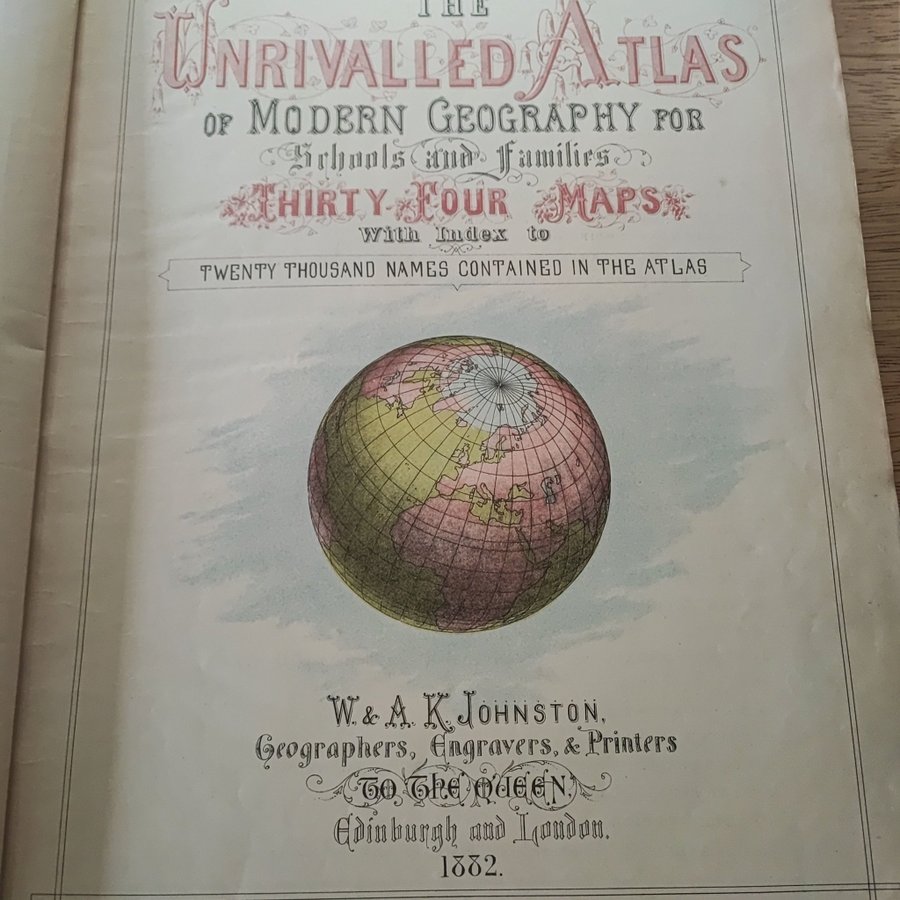 THE
UNRIVALLED ATLAS
OF MODERN GEOGRAPHY FOR
Schools and Families
THIRTY FOUR MAPS
With Index to
TWENTY THOUSAND NAMES CONTAINED IN THE ATLAS
W. & A. K. JOHNSTON,
Geographers, Engravers, & Printers
TO THE QUEEN.
Edinburgh and London.
1882.